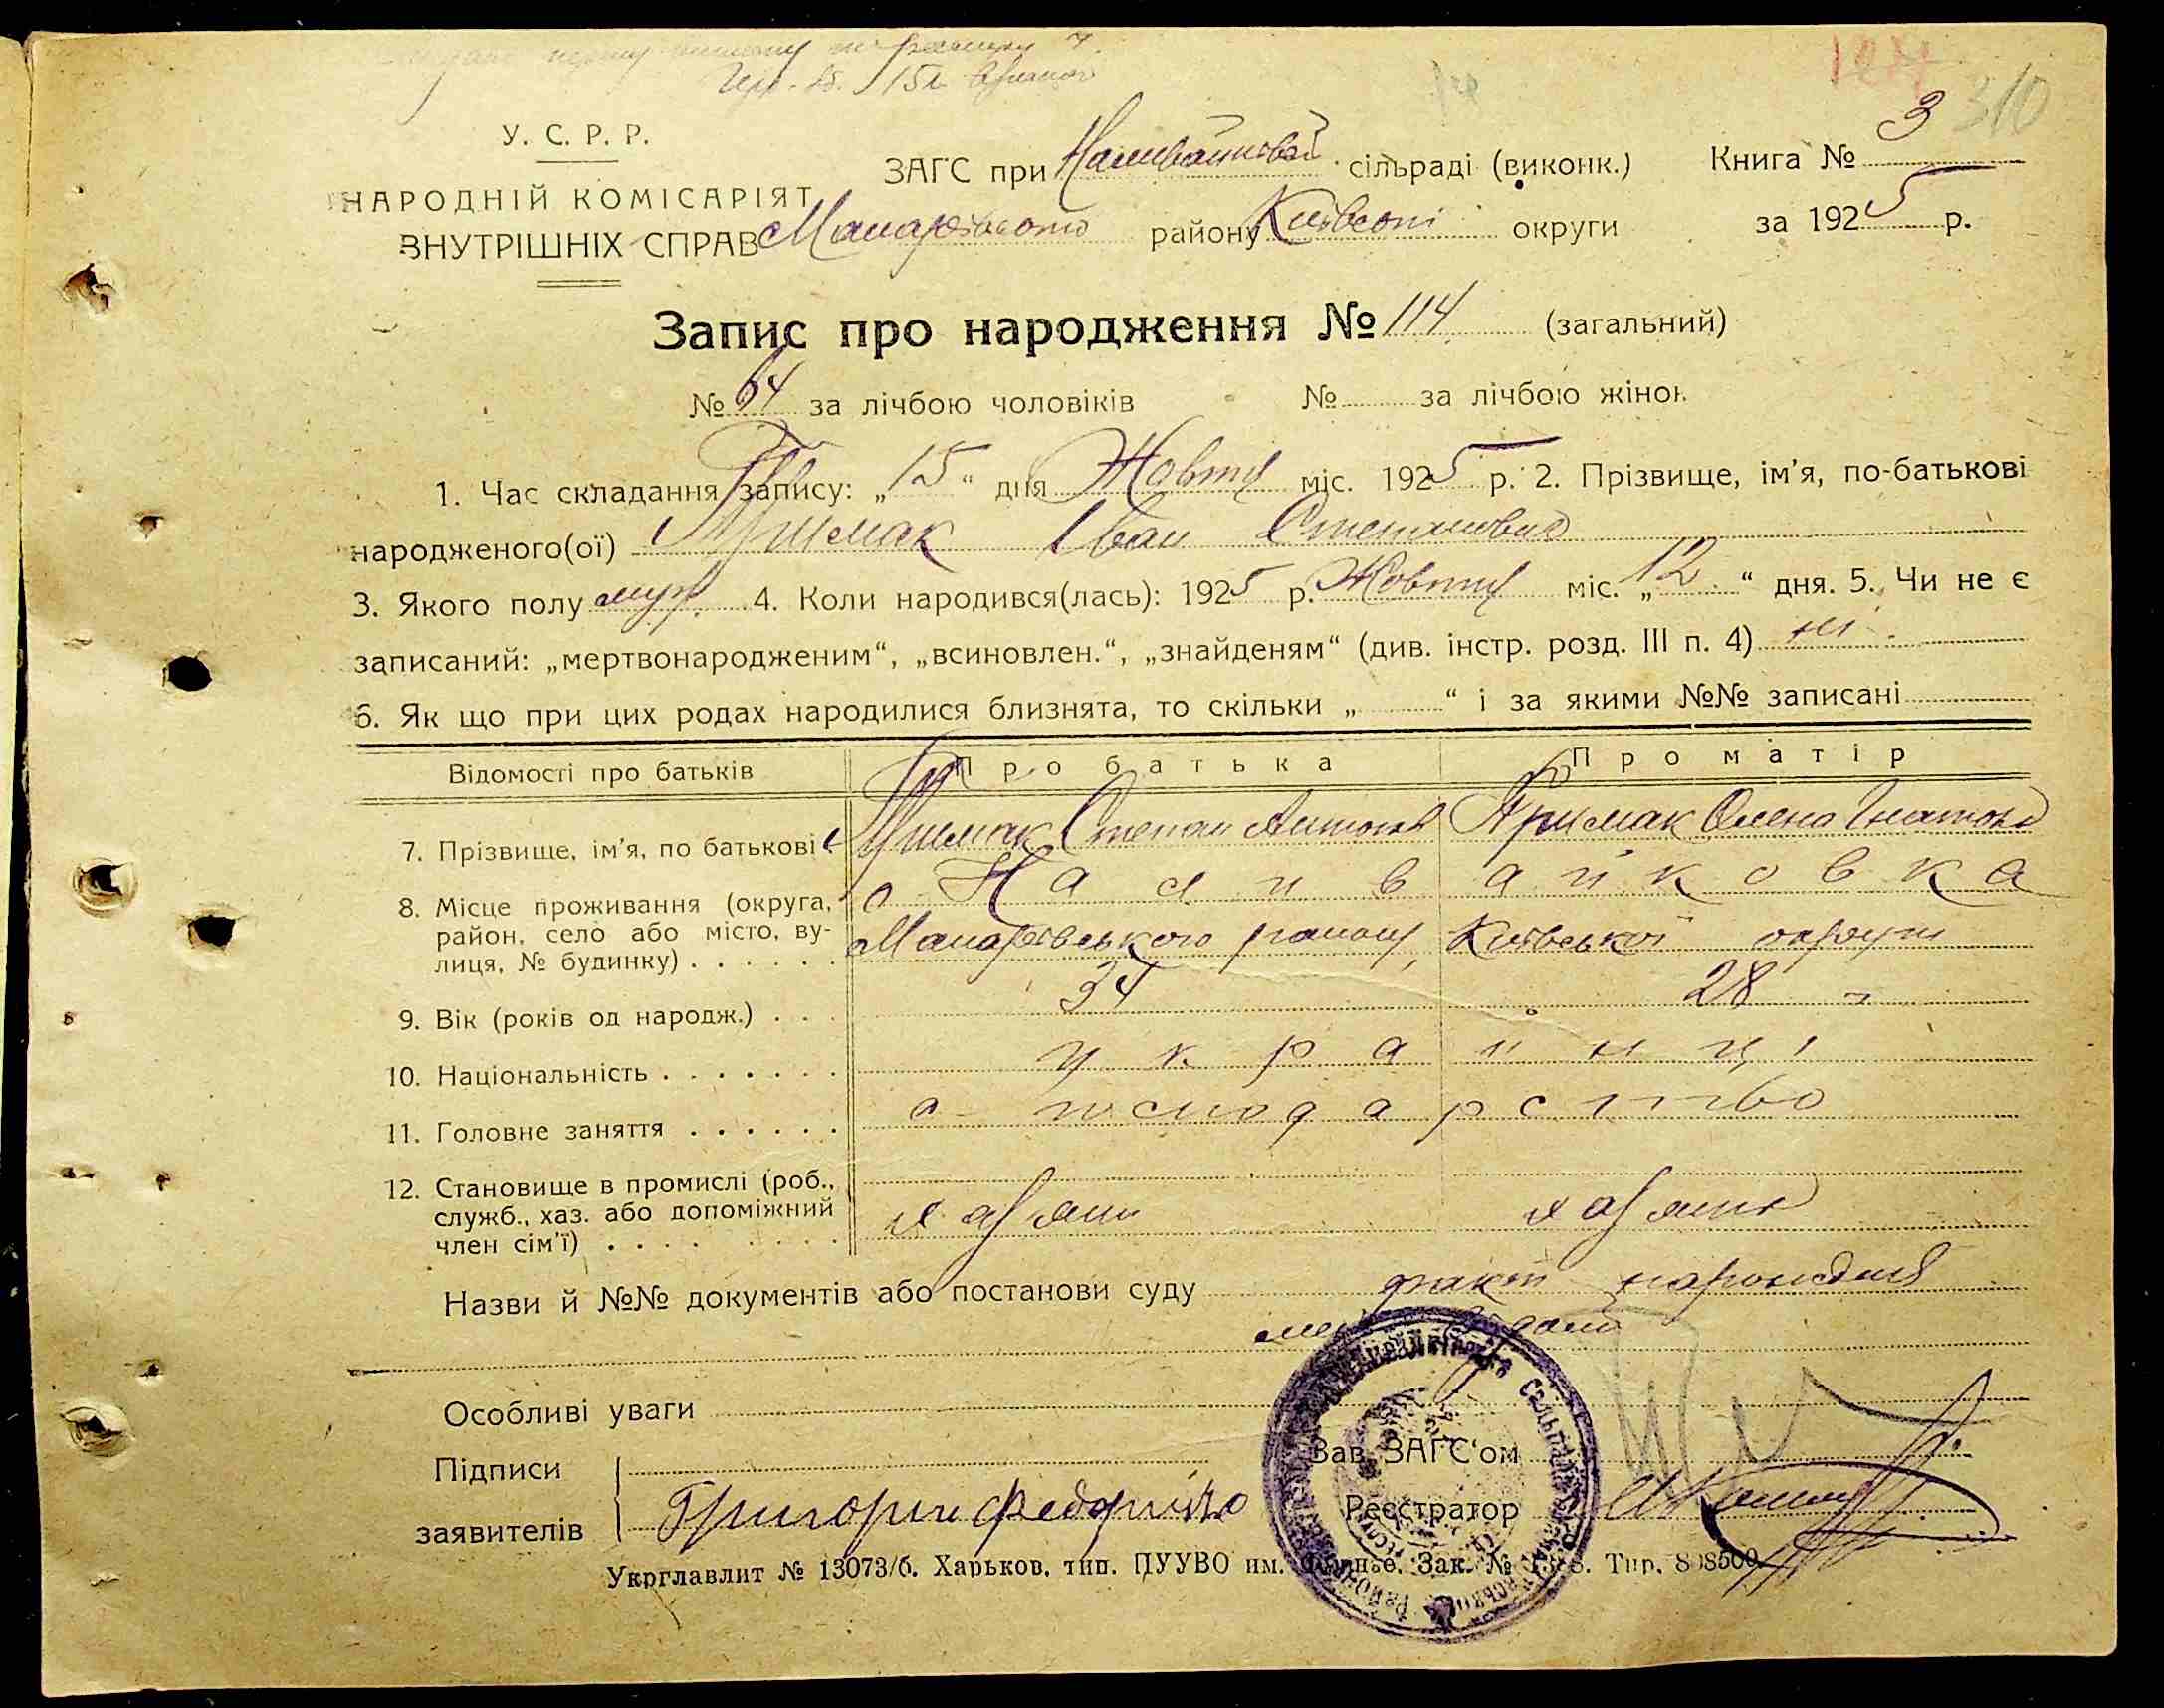 У. С. Р. Р.
НАРОДНІЙ КОМІСАРІЯТ
ВНУТРІШНІХ СПРАВ
ЗАГС при Наливайковській сільраді (виконк.) Книга № 3
Макарівського району Київської округи за 1925 р.
310
Запис про народження № 114 (загальний)
№ 64 за лічбою чоловіків № за лічбою жінок
1. Час складання запису: „15“ дня Жовтня міс. 1925 р. 2. Прізвище, ім'я, по-батькові
народженого(ої) Примак Іван Степанович
3. Якого полу муж. 4. Коли народився(лась): 1925 р. Жовтня міс. „12“ дня. 5. Чи не є
записаний: „мертвонародженим“, „всиновлен.“, „знайденям“ (див. інстр. розд. III п. 4) ні
6. Як що при цих родах народилися близнята, то скільки „ “ і за якими №№ записані
Відомості про батьків Про батька Про матір
7. Прізвище, ім'я, по батькові Примак Степан Антонов Примак Олена Гнатова
8. Місце проживання (округа, район, село або місто, вулиця, № будинку) с. Наливайковка
Макарівського району, Київської округи
9. Вік (років од народж.) 34 28
10. Національність українці
11. Головне заняття с-господарство
12. Становище в промислі (роб., служб., хаз. або допоміжний член сім'ї) хазяин хазяика
Назви й №№ документів або постанови суду факт народження
Особливі уваги
Підписи
заявителів Григорій Федор[...]
Зав. ЗАГС'ом
Реєстратор
Укрглавлит № 13073/б. Харьков, тип. ПУУВО им. Фрунзе. Зак. № Тир.